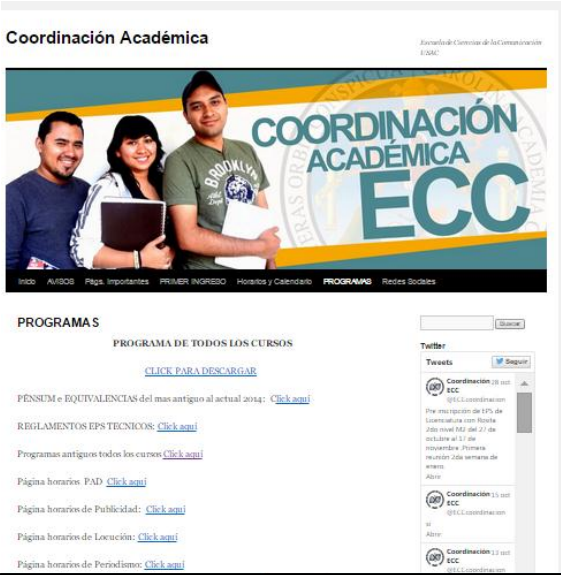 Coordinación Académica
Escuela de Ciencias de la Comunicación
USAC
COORDINACIÓN
ACADÉMICA
ECC
BROOKLYN
Inicio AVISOS Págs. Importantes PRIMER INGRESO Horarios y Calendario PROGRAMAS Redes Sociales
PROGRAMAS
PROGRAMA DE TODOS LOS CURSOS
CLICK PARA DESCARGAR
PÉNSUM e EQUIVALENCIAS del mas antiguo al actual 2014: Click aquí
REGLAMENTOS EPS TECNICOS: Click aquí
Programas antiguos todos los cursos Click aquí
Página horarios PAD Click aquí
Página horarios de Publicidad: Click aquí
Página horarios de Locución: Click aquí
Página horarios de Periodismo: Click aquí
Buscar
Twitter
Tweets Seguir
Coordinación 28 oct
ECC
@ECCcoordinacion
Pre inscripción de EPS de
Licenciatura con Rosita
2do nivel M2 del 27 de
octubre al 17 de
noviembre .Primera
reunión 2da semana de
enero.
Abrir
Coordinación 15 oct
ECC
@ECCcoordinacion
si
Abrir
Coordinación 12 oct
ECC
@ECCcoordinacion